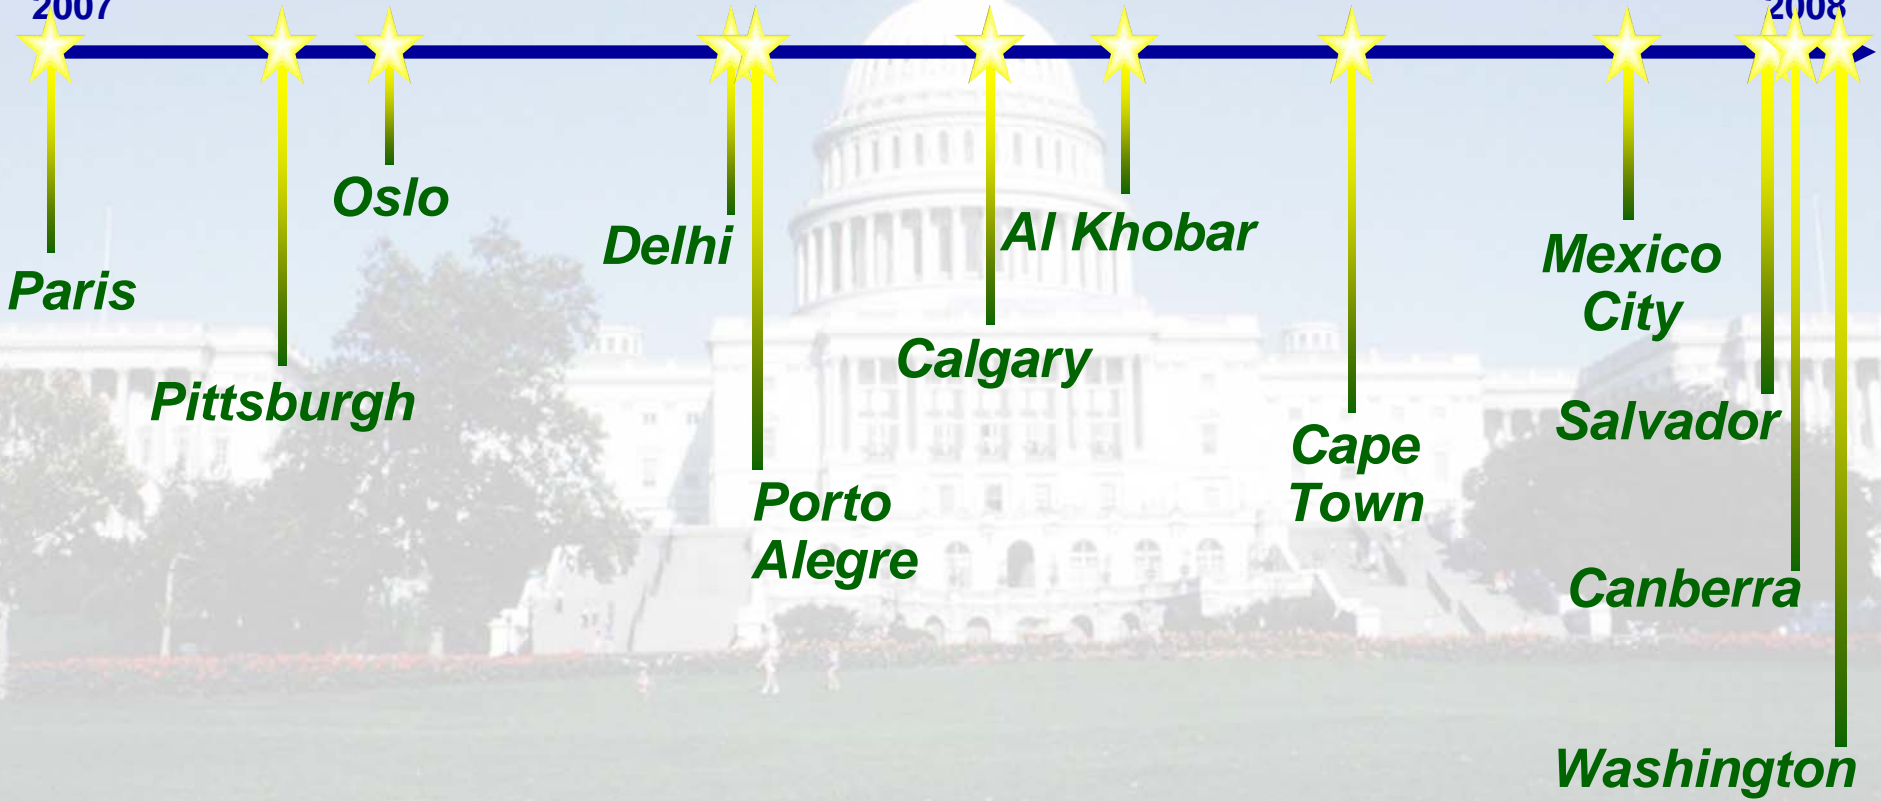 2007
2008
Oslo
Delhi
Al Khobar
Mexico
City
Paris
Calgary
Pittsburgh
Salvador
Cape
Town
Porto
Alegre
Canberra
Washington